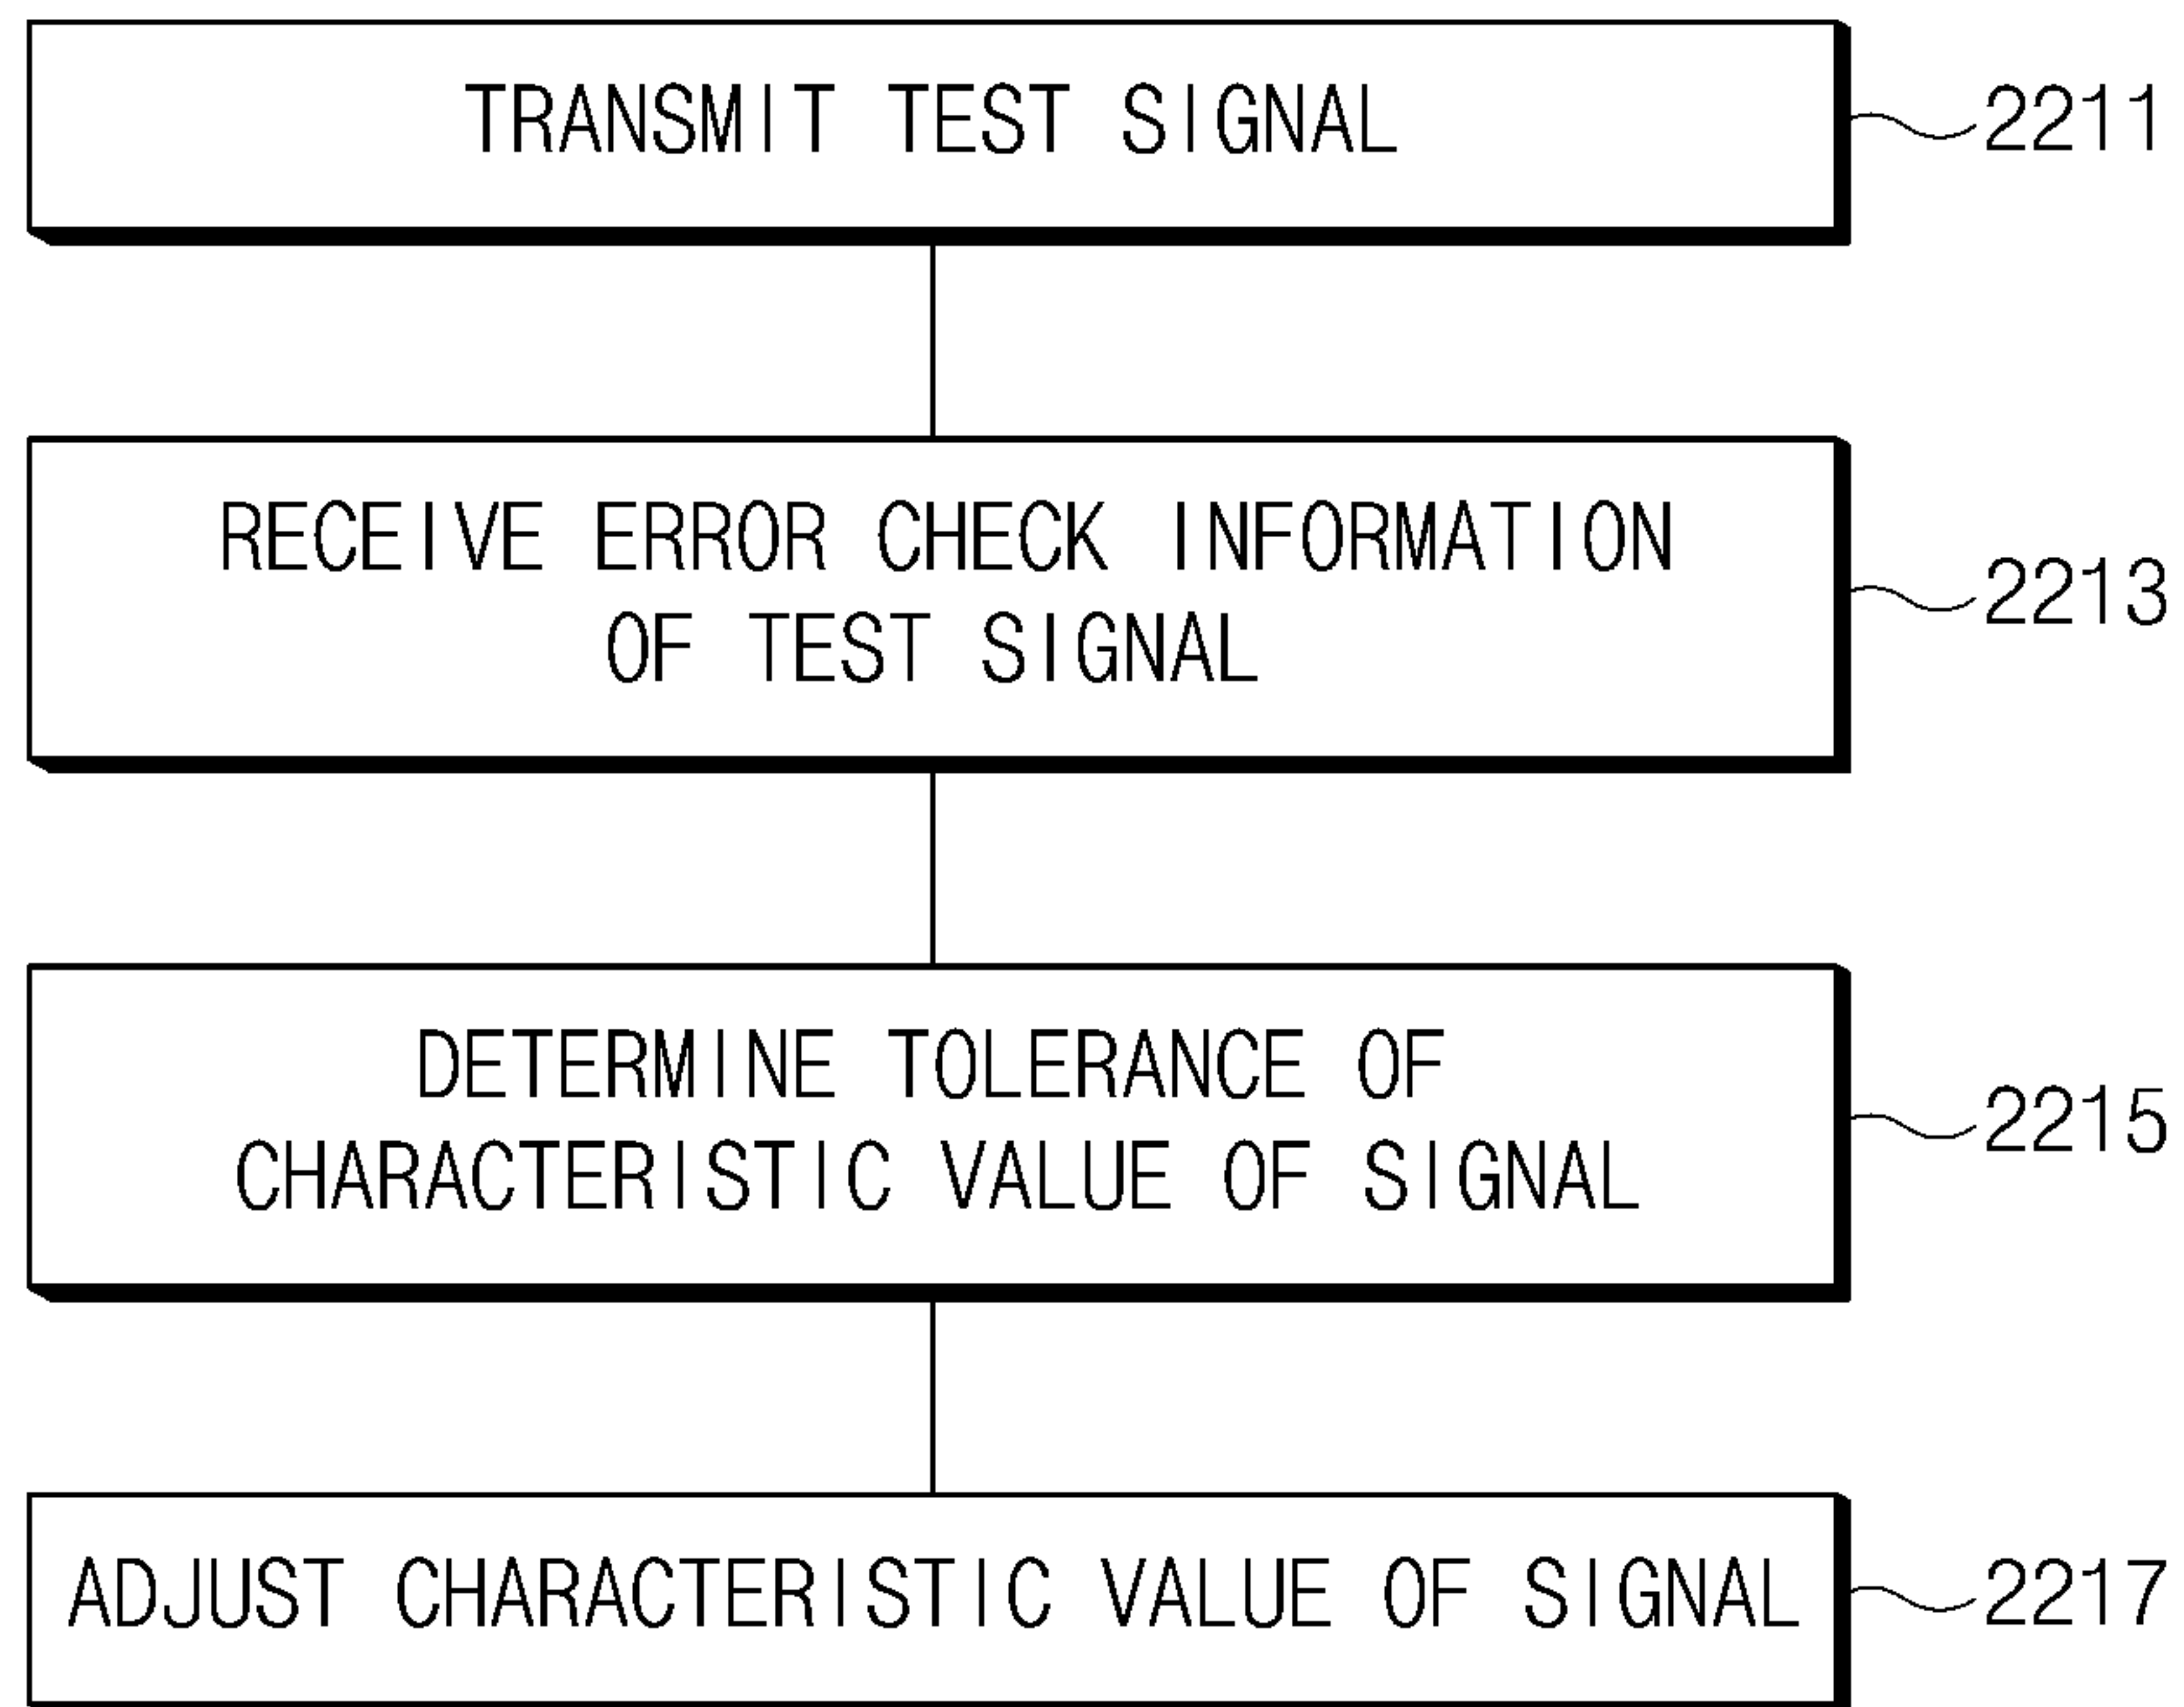 TRANSMIT TEST SIGNAL
2211
RECEIVE ERROR CHECK INFORMATION
OF TEST SIGNAL
2213
DETERMINE TOLERANCE OF
CHARACTERISTIC VALUE OF SIGNAL
2215
ADJUST CHARACTERISTIC VALUE OF SIGNAL
2217